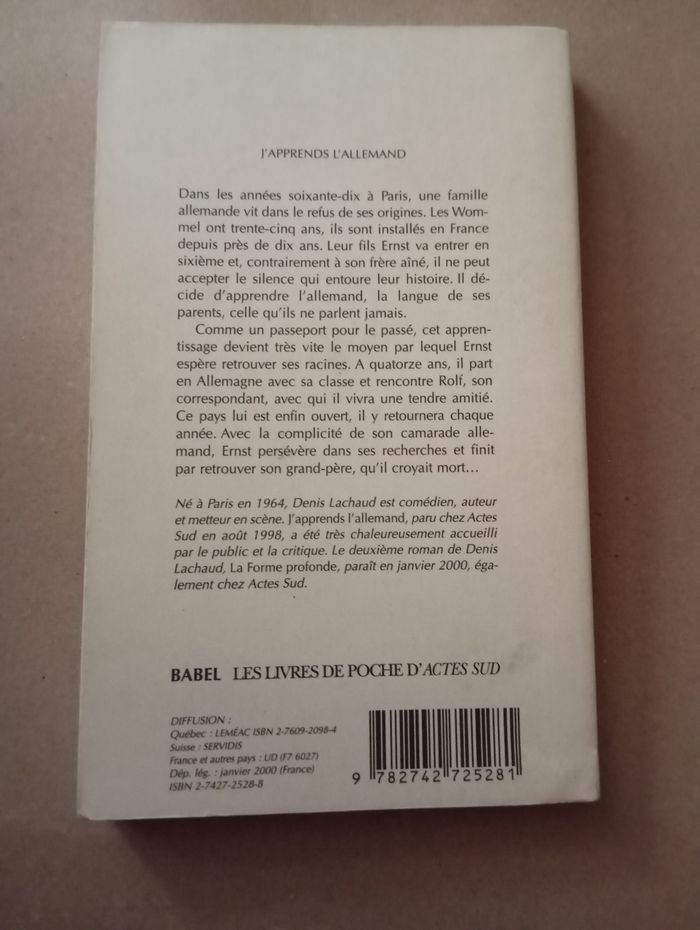 J'APPRENDS L'ALLEMAND
Dans les années soixante-dix à Paris, une famille
allemande vit dans le refus de ses origines. Les Wom-
mel ont trente-cinq ans, ils sont installés en France
depuis près de dix ans. Leur fils Ernst va entrer en
sixième et, contrairement à son frère aîné, il ne peut
accepter le silence qui entoure leur histoire. Il dé-
cide d'apprendre l'allemand, la langue de ses
parents, celle qu'ils ne parlent jamais.
Comme un passeport pour le passé, cet appren-
tissage devient très vite le moyen par lequel Ernst
espère retrouver ses racines. A quatorze ans, il part
en Allemagne avec sa classe et rencontre Rolf, son
correspondant, avec qui il vivra une tendre amitié.
Ce pays lui est enfin ouvert, il y retournera chaque
année. Avec la complicité de son camarade alle-
mand, Ernst persévère dans ses recherches et finit
par retrouver son grand-père, qu'il croyait mort…
Né à Paris en 1964, Denis Lachaud est comédien, auteur
et metteur en scène. J'apprends l'allemand, paru chez Actes
Sud en août 1998, a été très chaleureusement accueilli
par le public et la critique. Le deuxième roman de Denis
Lachaud, La Forme profonde, paraît en janvier 2000, éga-
lement chez Actes Sud.
BABEL LES LIVRES DE POCHE D'ACTES SUD
DIFFUSION :
Québec : LEMÉAC ISBN 2-7609-2098-4
Suisse : SERVIDIS
France et autres pays : UD (F7 6027)
Dép. lég. : janvier 2000 (France)
ISBN 2-7427-2528-8
9 782742 725281